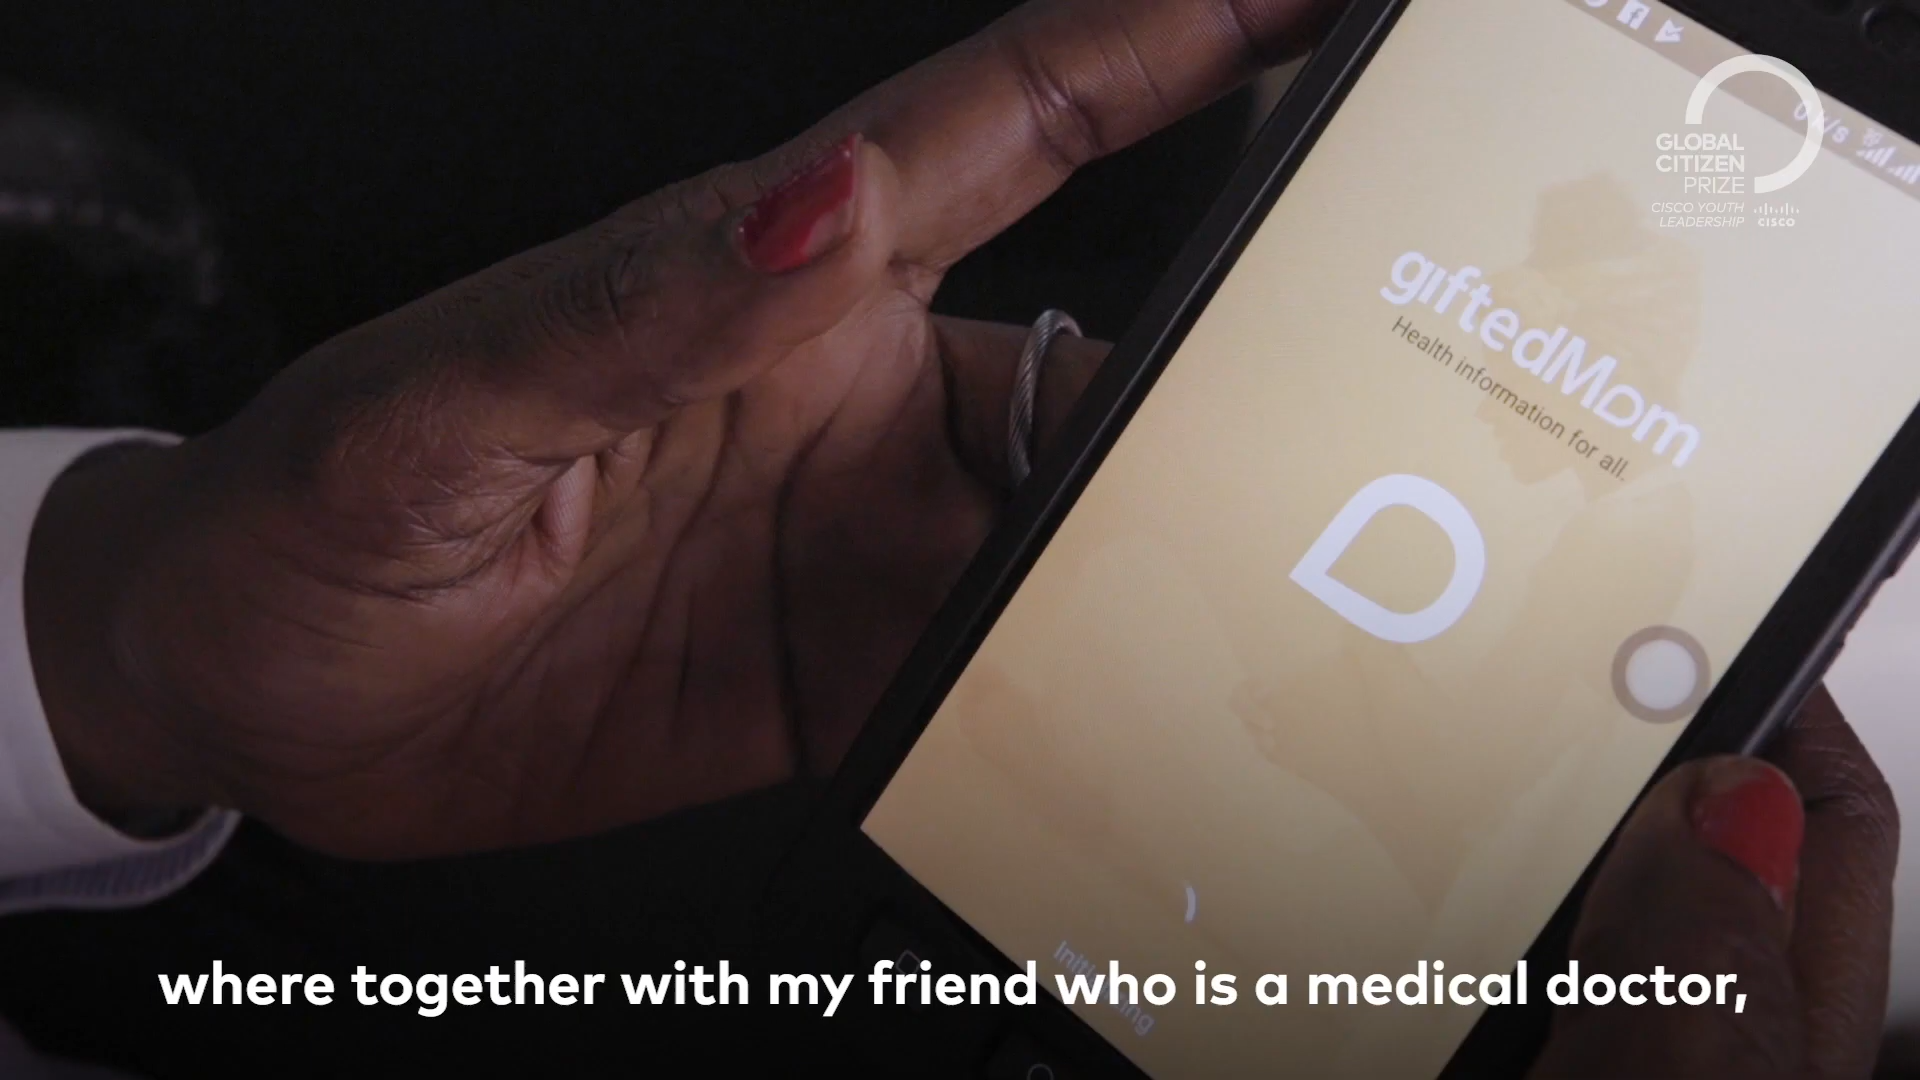 GLOBAL
CITIZEN
PRIZE
CISCO YOUTH
LEADERSHIP
CISCO
0 K/s
giftedMom
Health information for all.
where together with my friend who is a medical doctor,